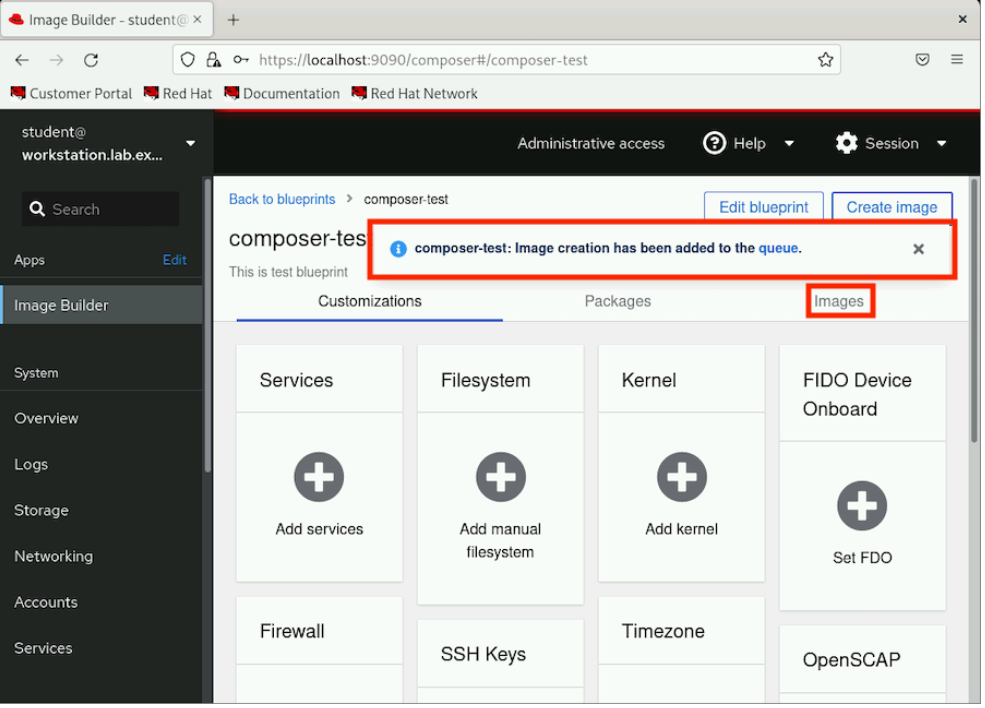 Image Builder - student@
https://localhost:9090/composer#/composer-test
Customer Portal
Red Hat
Documentation
Red Hat Network
student@
workstation.lab.ex...
Administrative access
Help
Session
Search
Apps
Edit
Image Builder
System
Overview
Logs
Storage
Networking
Accounts
Services
Back to blueprints > composer-test
Edit blueprint
Create image
composer-tes
composer-test: Image creation has been added to the queue.
This is test blueprint
Customizations
Packages
Images
Services
Add services
Filesystem
Add manual
filesystem
Kernel
Add kernel
FIDO Device
Onboard
Set FDO
Firewall
SSH Keys
Timezone
OpenSCAP